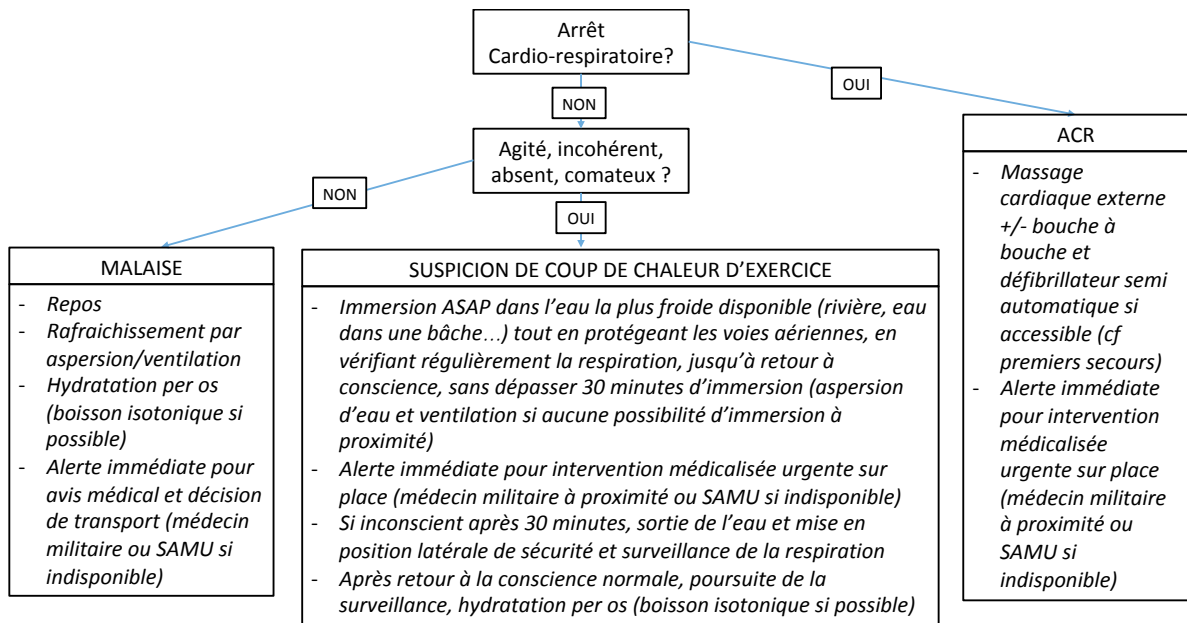 Arrêt
Cardio-respiratoire?
OUI
NON
Agité, incohérent,
absent, comateux ?
NON
OUI
MALAISE
- Repos
- Rafraichissement par
aspersion/ventilation
- Hydratation per os
(boisson isotonique si
possible)
- Alerte immédiate pour
avis médical et décision
de transport (médecin
militaire ou SAMU si
indisponible)
SUSPICION DE COUP DE CHALEUR D’EXERCICE
- Immersion ASAP dans l’eau la plus froide disponible (rivière, eau
dans une bâche…) tout en protégeant les voies aériennes, en
vérifiant régulièrement la respiration, jusqu’à retour à
conscience, sans dépasser 30 minutes d’immersion (aspersion
d’eau et ventilation si aucune possibilité d’immersion à
proximité)
- Alerte immédiate pour intervention médicalisée urgente sur
place (médecin militaire à proximité ou SAMU si indisponible)
- Si inconscient après 30 minutes, sortie de l’eau et mise en
position latérale de sécurité et surveillance de la respiration
- Après retour à la conscience normale, poursuite de la
surveillance, hydratation per os (boisson isotonique si possible)
ACR
- Massage
cardiaque externe
+/- bouche à
bouche et
défibrillateur semi
automatique si
accessible (cf
premiers secours)
- Alerte immédiate
pour intervention
médicalisée
urgente sur place
(médecin militaire
à proximité ou
SAMU si
indisponible)